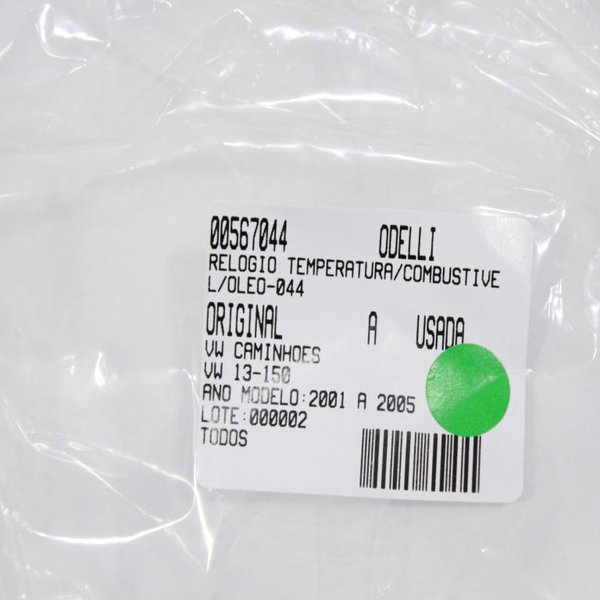 00567044 ODELLI
RELOGIO TEMPERATURA/COMBUSTIVE
L/OLEO-044
ORIGINAL A USADA
VW CAMINHOES
VW 13-150
ANO MODELO:2001 A 2005
LOTE:000002
TODOS